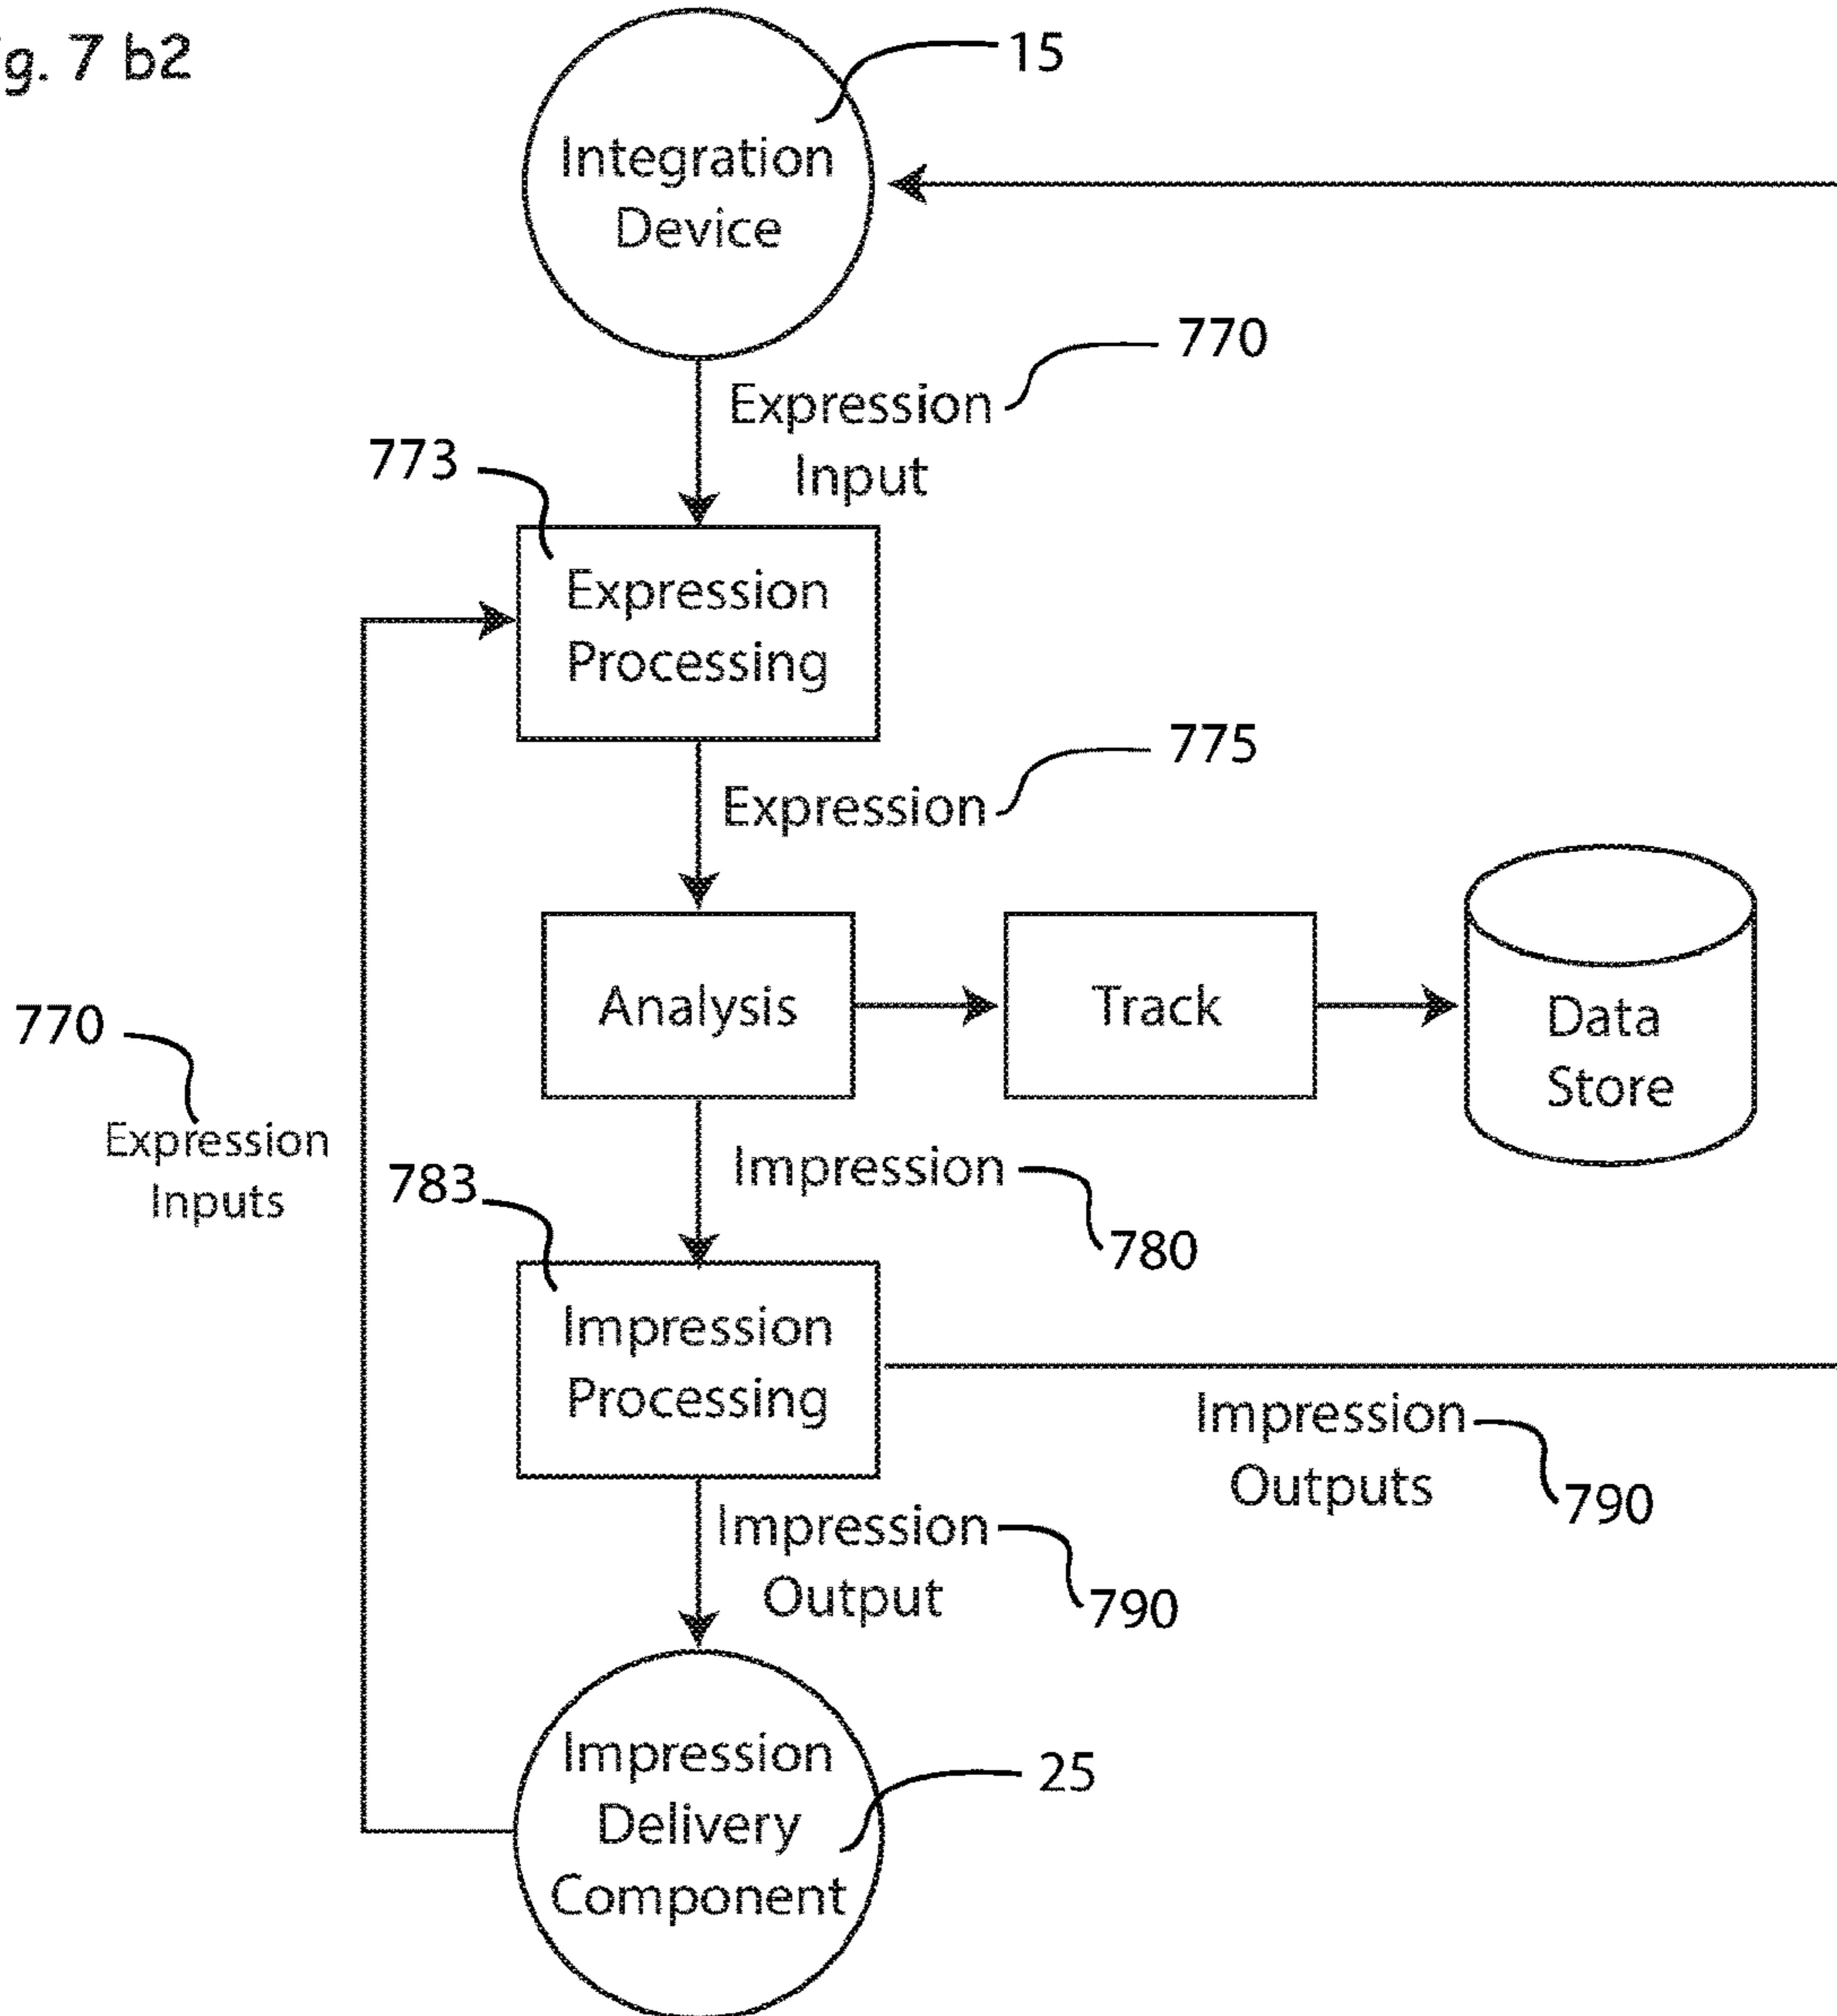 g. 7 b2
15
Integration
Device
770
Expression
Input
773
Expression
Processing
775
Expression
Analysis
Track
Data
Store
770
Expression
Inputs
Impression
780
783
Impression
Processing
Impression
Outputs
790
Impression
Output
790
Impression
Delivery
Component
25